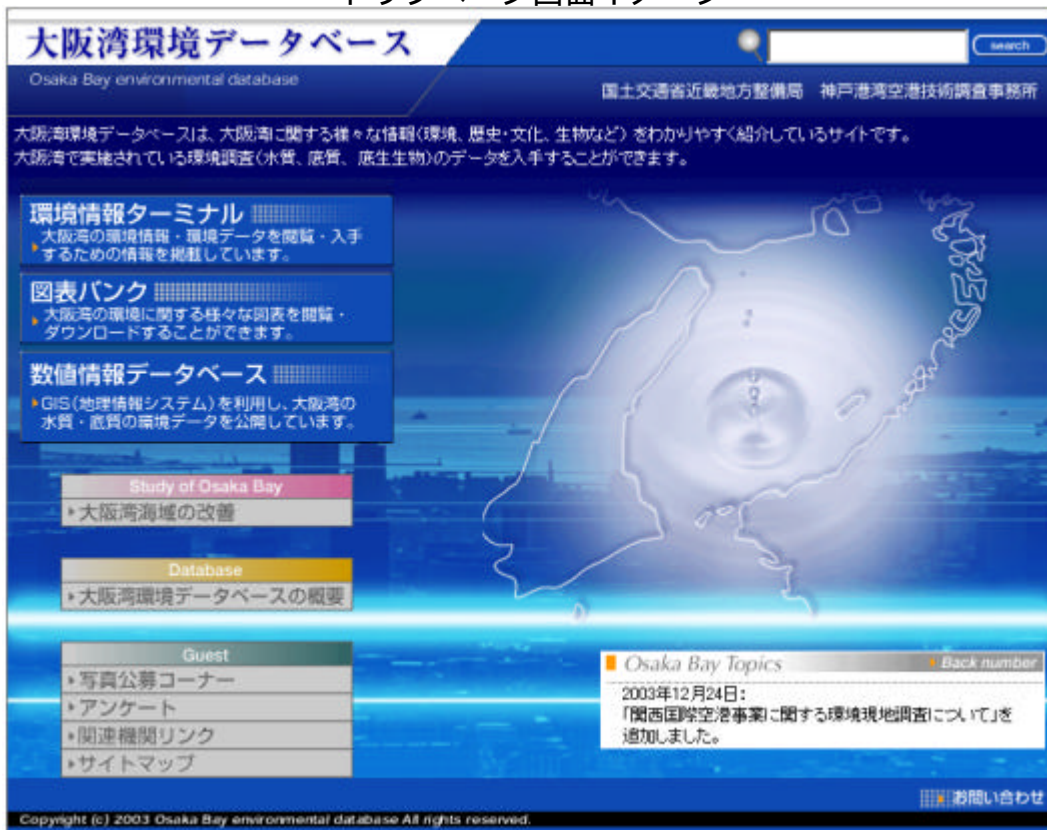 トップページ画面イメージ
大阪湾環境データベース
search
Osaka Bay environmental database
国土交通省近畿地方整備局 神戸港湾空港技術調査事務所
大阪湾環境データベースは、大阪湾に関する様々な情報(環境、歴史・文化、生物など)をわかりやすく紹介しているサイトです。
大阪湾で実施されている環境調査(水質、底質、底生生物)のデータを入手することができます。
環境情報ターミナル
大阪湾の環境情報・環境データを閲覧・入手
するための情報を掲載しています。
図表バンク
大阪湾の環境に関する様々な図表を閲覧・
ダウンロードすることができます。
数値情報データベース
GIS(地理情報システム)を利用し、大阪湾の
水質・底質の環境データを公開しています。
Study of Osaka Bay
大阪湾海域の改善
Database
大阪湾環境データベースの概要
Guest
写真公募コーナー
アンケート
関連機関リンク
サイトマップ
Osaka Bay Topics
Back number
2003年12月24日:
「関西国際空港事業に関する環境現地調査について」を
追加しました。
お問い合わせ
Copyright (c) 2003 Osaka Bay environmental database All rights reserved.